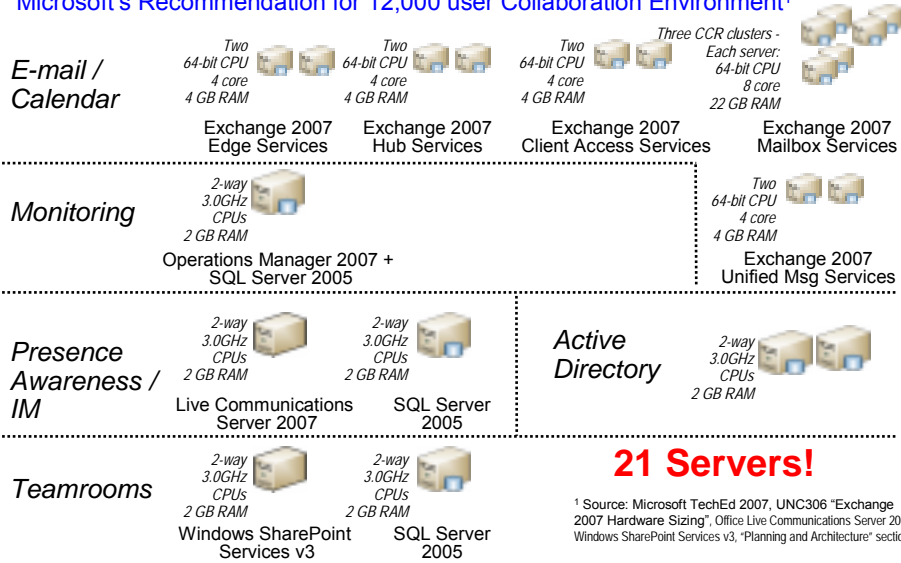 Microsoft's Recommendation for 12,000 user Collaboration Environment¹
E-mail /
Calendar
Two
64-bit CPU
4 core
4 GB RAM
Exchange 2007
Edge Services
Two
64-bit CPU
4 core
4 GB RAM
Exchange 2007
Hub Services
Two
64-bit CPU
4 core
4 GB RAM
Exchange 2007
Client Access Services
Three CCR clusters -
Each server:
64-bit CPU
8 core
22 GB RAM
Exchange 2007
Mailbox Services
Monitoring
2-way
3.0GHz
CPUs
2 GB RAM
Operations Manager 2007 +
SQL Server 2005
Two
64-bit CPU
4 core
4 GB RAM
Exchange 2007
Unified Msg Services
Presence
Awareness /
IM
2-way
3.0GHz
CPUs
2 GB RAM
Live Communications
Server 2007
2-way
3.0GHz
CPUs
2 GB RAM
SQL Server
2005
Active
Directory
2-way
3.0GHz
CPUs
2 GB RAM
Teamrooms
2-way
3.0GHz
CPUs
2 GB RAM
Windows SharePoint
Services v3
2-way
3.0GHz
CPUs
2 GB RAM
SQL Server
2005
21 Servers!
¹ Source: Microsoft TechEd 2007, UNC306 “Exchange
2007 Hardware Sizing”, Office Live Communications Server 20
Windows SharePoint Services v3, “Planning and Architecture” sectio